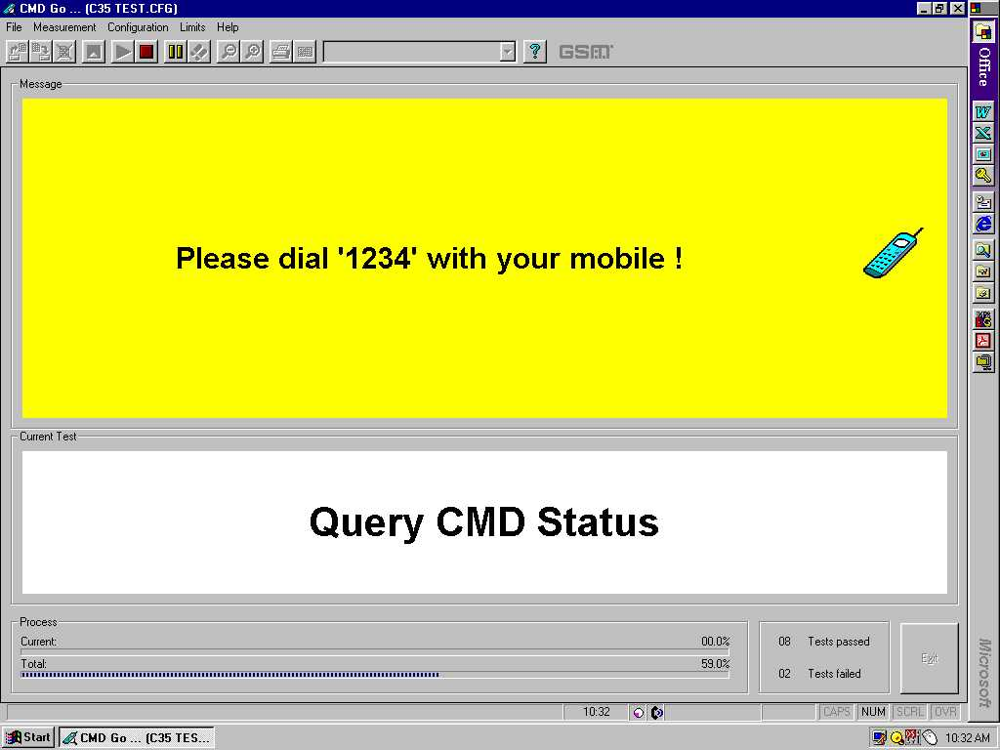 CMD Go ... (C35 TEST.CFG)
File Measurement Configuration Limits Help
GSM
Office
Message
Please dial '1234' with your mobile !
Current Test
Query CMD Status
Process
Current: 00.0%
Total: 59.0%
08 Tests passed
02 Tests failed
Exit
Microsoft
10:32 CAPS NUM SCRL OVR
Start CMD Go ... (C35 TES... 10:32 AM